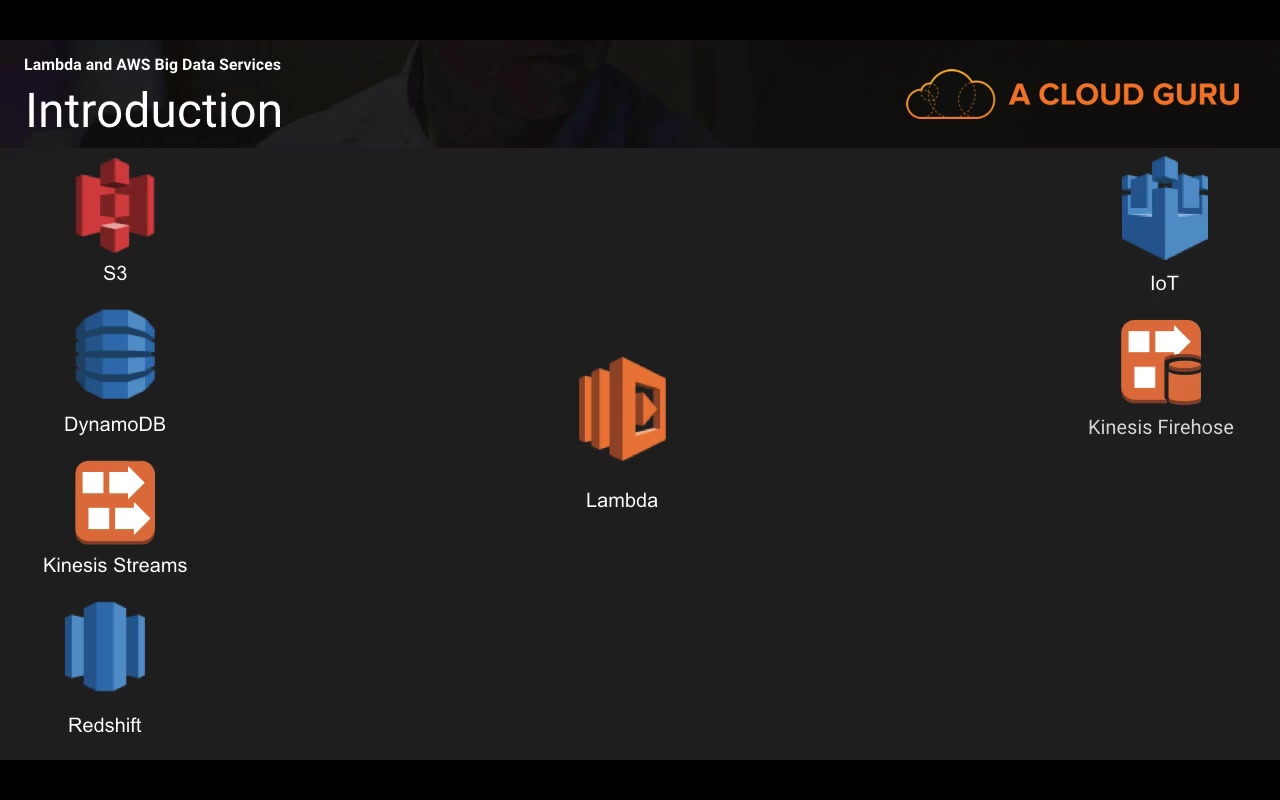 Lambda and AWS Big Data Services
Introduction
A CLOUD GURU
S3
IoT
DynamoDB
Kinesis Firehose
Lambda
Kinesis Streams
Redshift